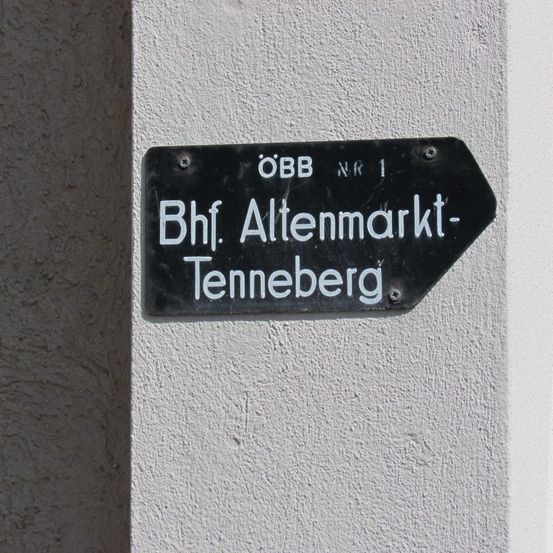 ÖBB NR 1
Bhf. Altenmarkt-
Tenneberg